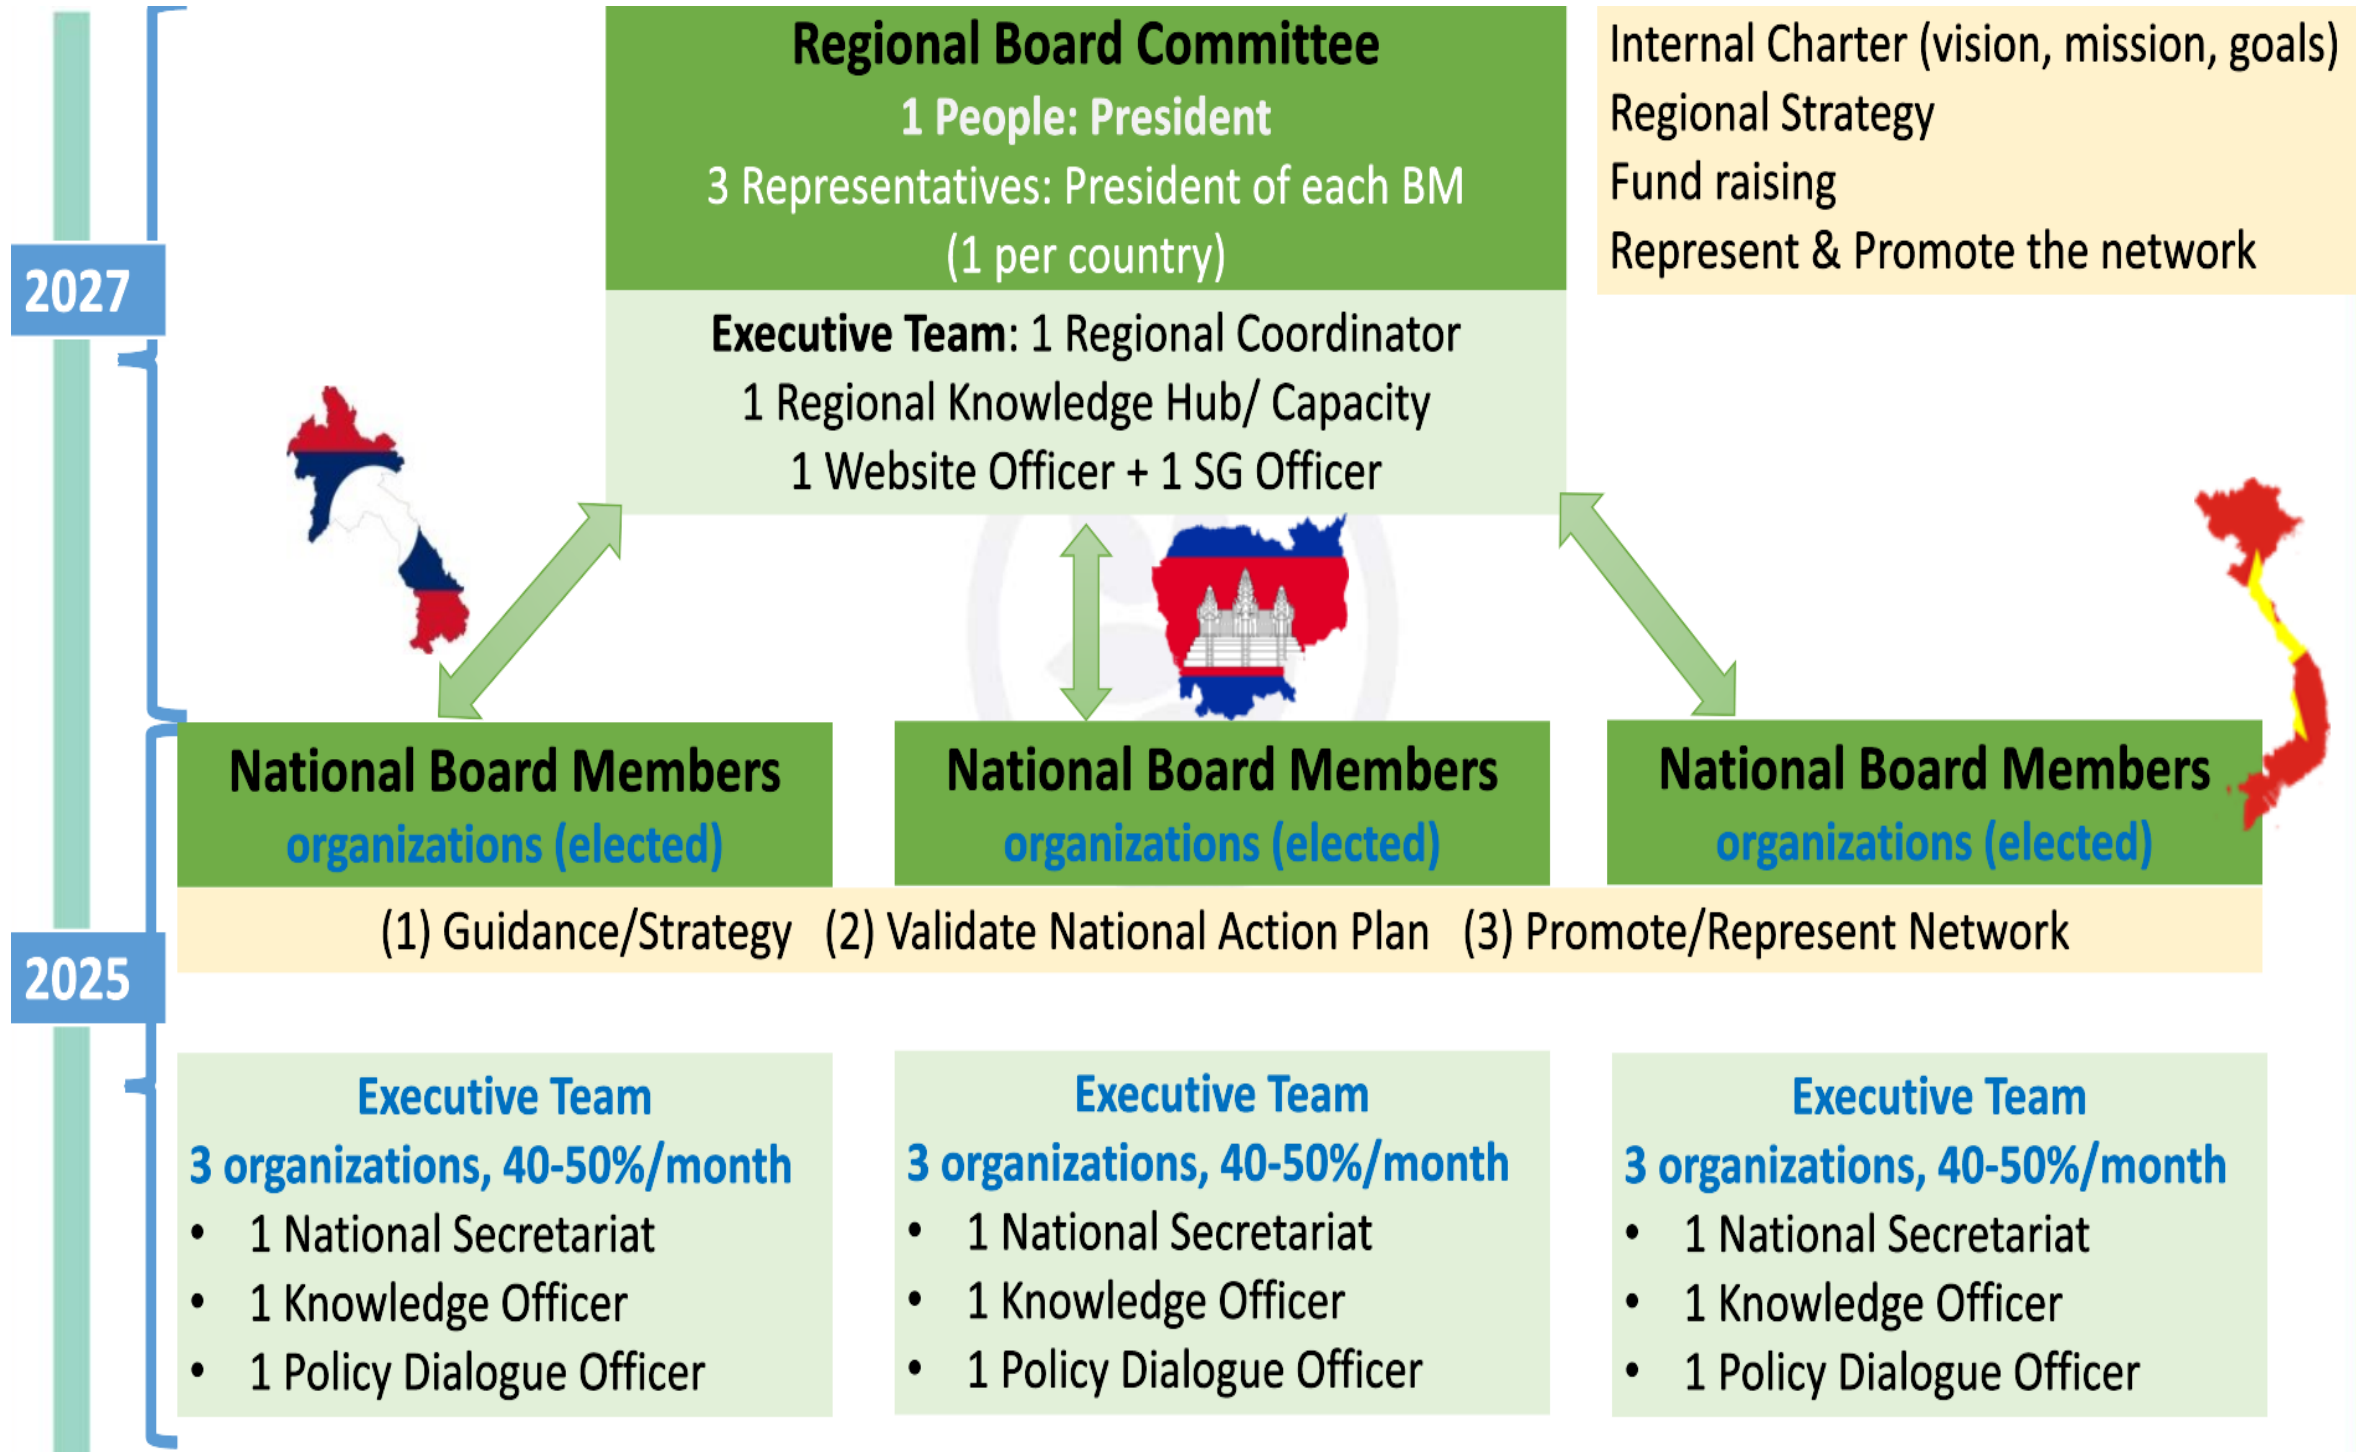 Regional Board Committee
1 People: President
3 Representatives: President of each BM
(1 per country)
Executive Team: 1 Regional Coordinator
1 Regional Knowledge Hub/ Capacity
1 Website Officer + 1 SG Officer
Internal Charter (vision, mission, goals)
Regional Strategy
Fund raising
Represent & Promote the network
2027
National Board Members
organizations (elected)
National Board Members
organizations (elected)
National Board Members
organizations (elected)
(1) Guidance/Strategy (2) Validate National Action Plan (3) Promote/Represent Network
2025
Executive Team
3 organizations, 40-50%/month
• 1 National Secretariat
• 1 Knowledge Officer
• 1 Policy Dialogue Officer
Executive Team
3 organizations, 40-50%/month
• 1 National Secretariat
• 1 Knowledge Officer
• 1 Policy Dialogue Officer
Executive Team
3 organizations, 40-50%/month
• 1 National Secretariat
• 1 Knowledge Officer
• 1 Policy Dialogue Officer